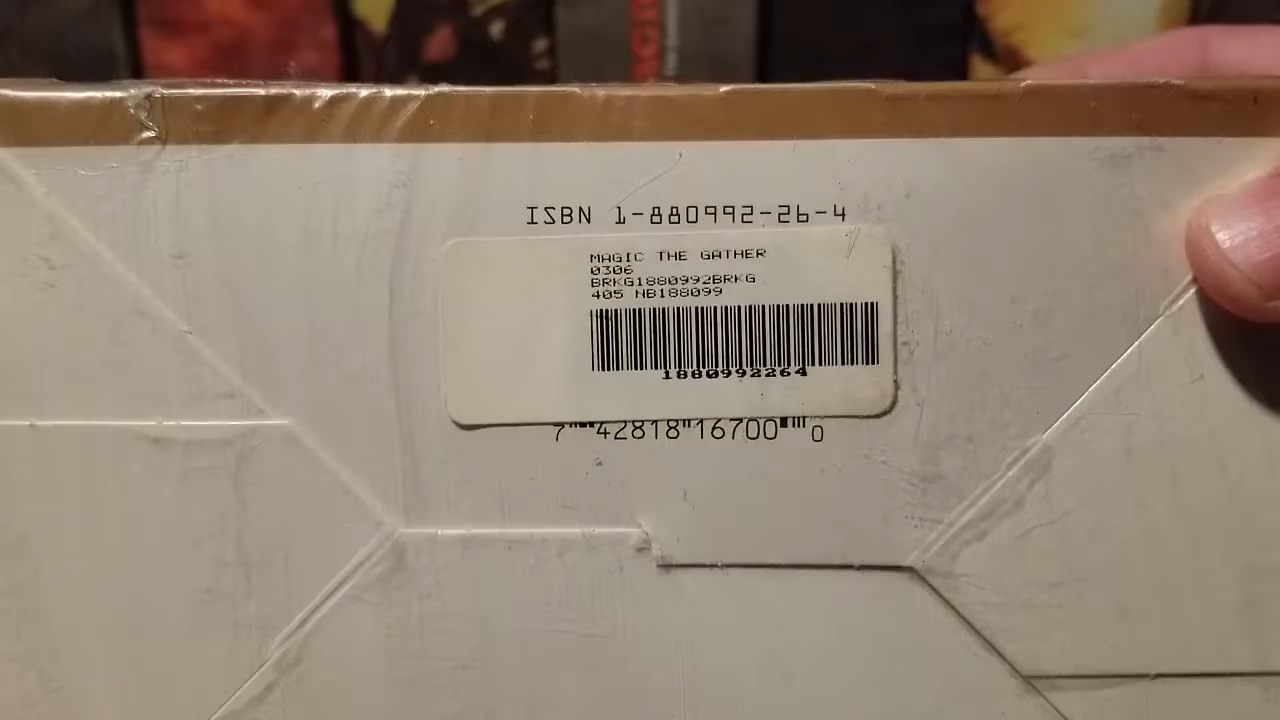 ISBN 1-880992-26-4
MAGIC THE GATHER
0306
BRKG1880992BRKG
405 NB188099
1880992264
7 42818 16700 0